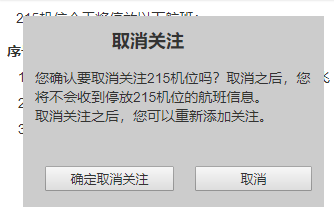 取消关注
您确认要取消关注215机位吗？取消之后，您
将不会收到停放215机位的航班信息。
取消关注之后，您可以重新添加关注。
确定取消关注
取消